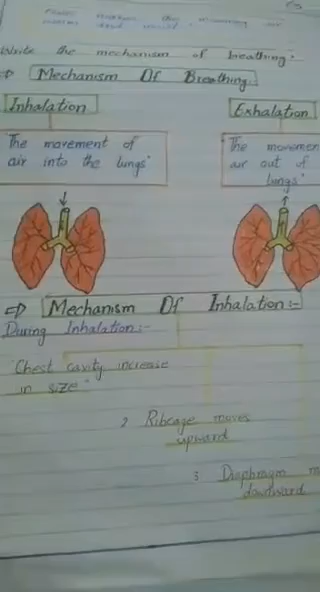 Write the mechanism of breathing:-
=> Mechanism Of Breathing:-
Inhalation
Exhalation
"The movement of
air into the lungs"
"The movemen
air out of
lungs"
=> Mechanism Of Inhalation:-
During Inhalation:-
"Chest cavity increase
in size"
2 Ribcage moves
upward
3 Diaphragm m
downward